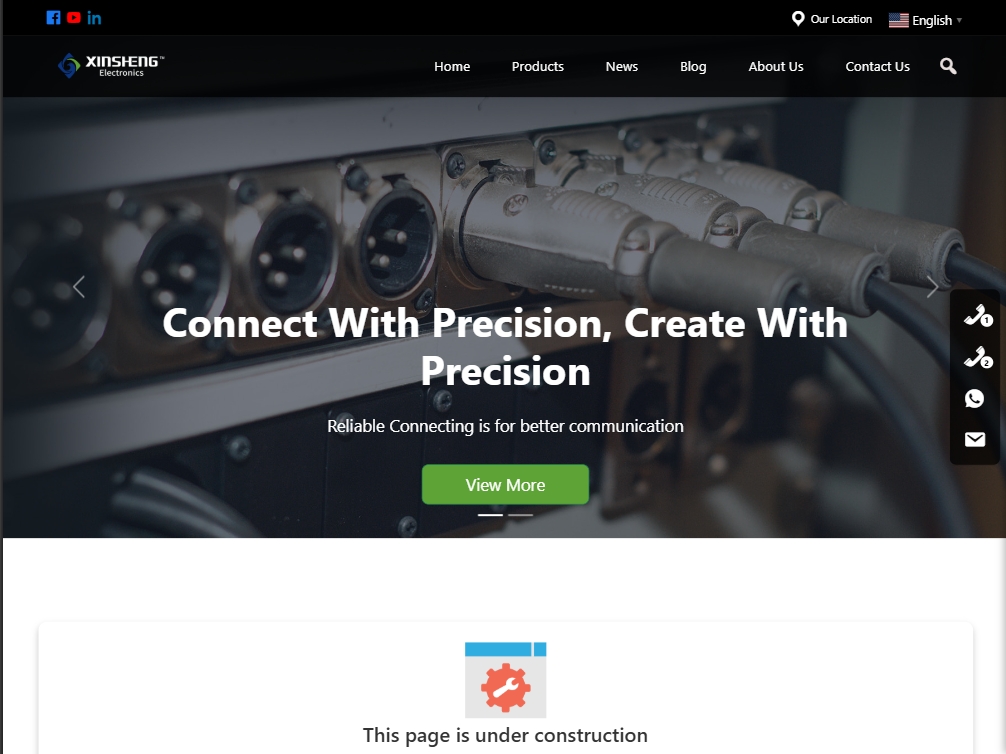 Our Location English
XINSHENG™
Electronics
Home Products News Blog About Us Contact Us
Connect With Precision, Create With
Precision
Reliable Connecting is for better communication
1
2
View More
This page is under construction